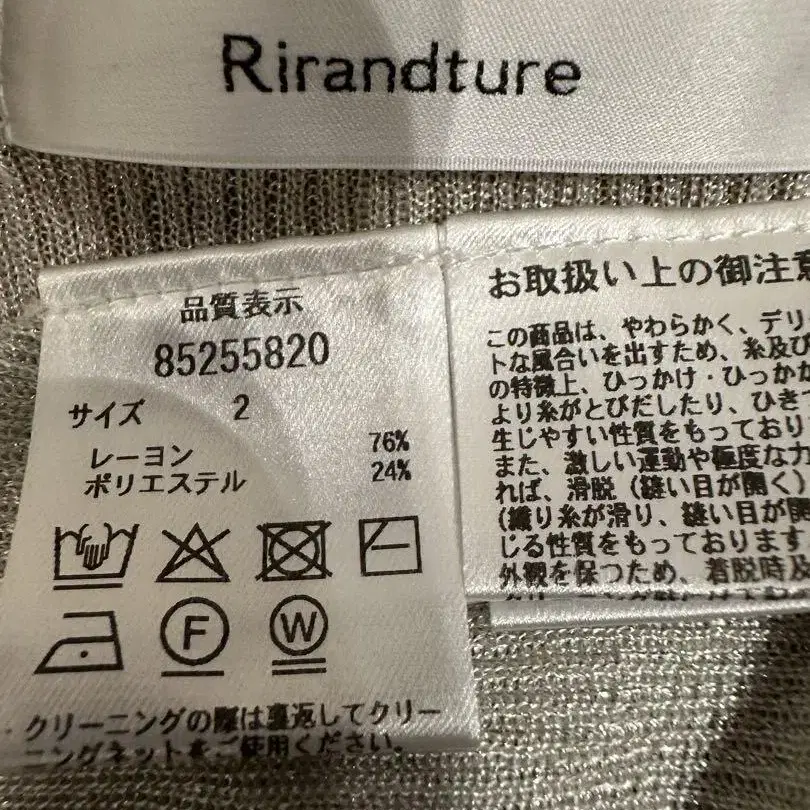 Rirandture
品質表示
85255820
サイズ 2
レーヨン 76%
ポリエステル 24%
F
W
クリーニングの際は裏返してクリー
ニングネットをご使用ください。
お取扱い上の御注意
この商品は、やわらかく、デリ
トな風合いを出すため、糸及び
の特徴上、ひっかけ・ひっかか
より糸がとびだしたり、ひきつ
生じやすい性質をもっており
また、激しい運動や極度な力
れば、滑脱（縫い目が開く）
(織り糸が滑り、縫い目が開
じる性質をもっております
外観を保つため、着脱時及